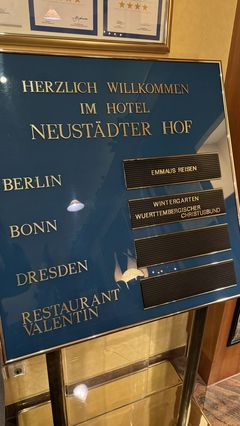 HERZLICH WILLKOMMEN
IM HOTEL
NEUSTÄDTER HOF
BERLIN
EMMAUS REISEN
BONN
WINTERGARTEN
WUERTTEMBERGISCHER
CHRISTUSBUND
DRESDEN
RESTAURANT
VALENTIN